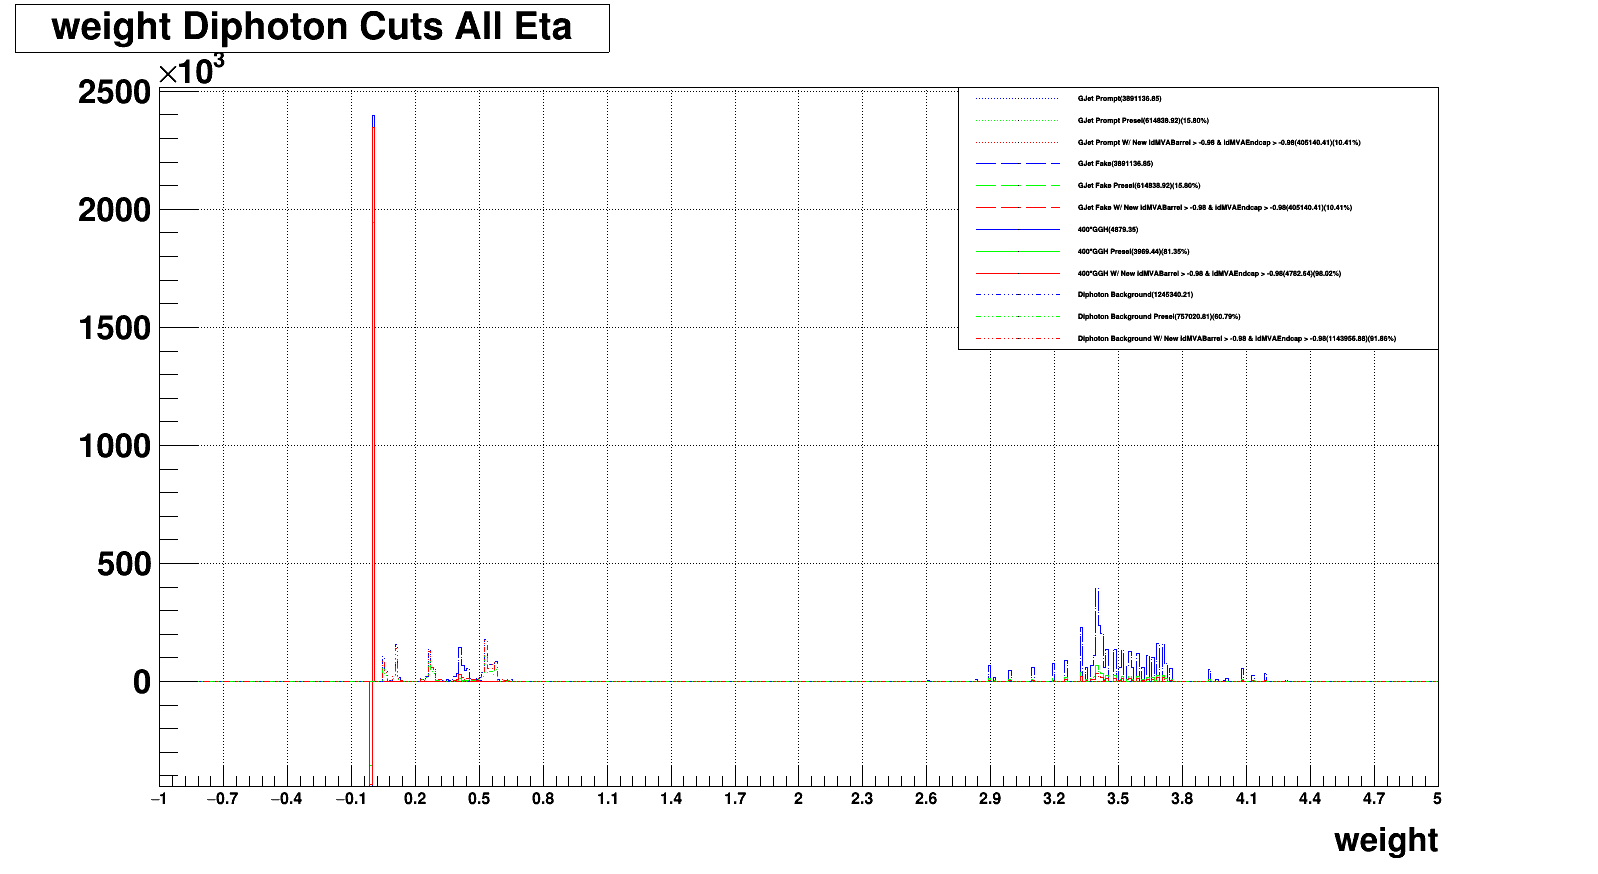 weight Diphoton Cuts All Eta
×10³
2500
2000
1500
1000
500
0
GJet Prompt(3891136.85)
GJet Prompt Presel(614838.92)(15.80%)
GJet Prompt W/ New IdMVABarrel > -0.98 & IdMVAEndcap > -0.98(405140.41)(10.41%)
GJet Fake(3891136.85)
GJet Fake Presel(614838.92)(15.80%)
GJet Fake W/ New IdMVABarrel > -0.98 & IdMVAEndcap > -0.98(405140.41)(10.41%)
400*GGH(4879.35)
400*GGH Presel(3969.44)(81.35%)
400*GGH W/ New IdMVABarrel > -0.98 & IdMVAEndcap > -0.98(4782.64)(98.02%)
Diphoton Background(1245340.21)
Diphoton Background Presel(757020.81)(60.79%)
Diphoton Background W/ New IdMVABarrel > -0.98 & IdMVAEndcap > -0.98(1143956.88)(91.86%)
−1 −0.7 −0.4 −0.1 0.2 0.5 0.8 1.1 1.4 1.7 2 2.3 2.6 2.9 3.2 3.5 3.8 4.1 4.4 4.7 5
weight